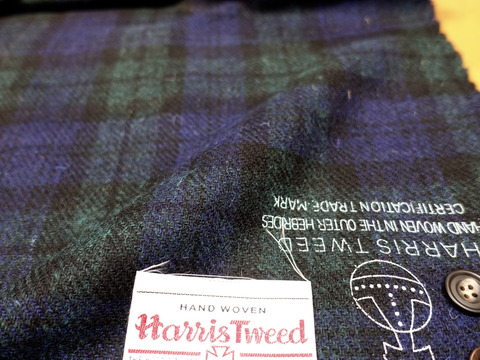 HARRIS TWEED
HAND WOVEN IN THE OUTER HEBRIDES
CERTIFICATION TRADE MARK
HAND WOVEN
Harris Tweed